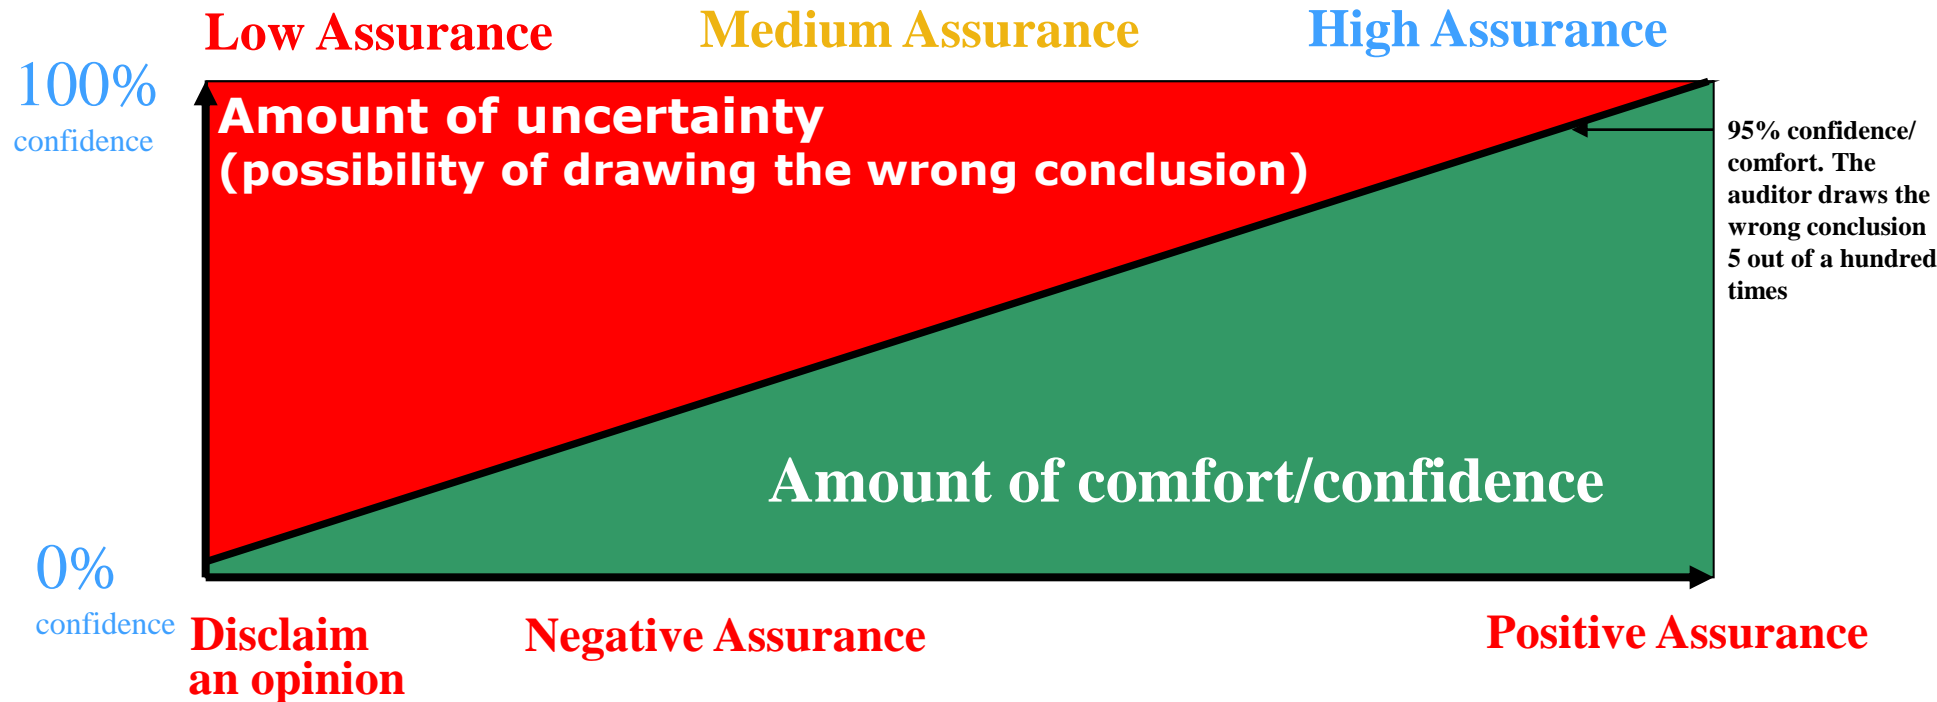 Low Assurance
Medium Assurance
High Assurance
100%
confidence
Amount of uncertainty
(possibility of drawing the wrong conclusion)
95% confidence/
comfort. The
auditor draws the
wrong conclusion
5 out of a hundred
times
Amount of comfort/confidence
0%
confidence
Disclaim
an opinion
Negative Assurance
Positive Assurance